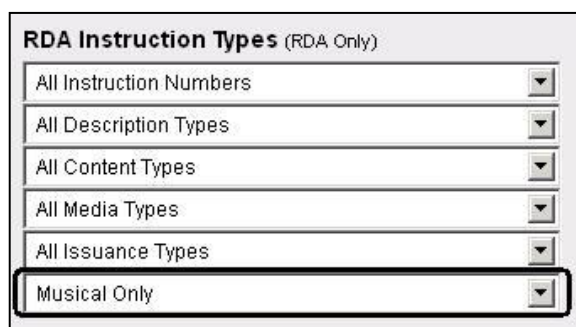 RDA Instruction Types (RDA Only)
All Instruction Numbers
All Description Types
All Content Types
All Media Types
All Issuance Types
Musical Only